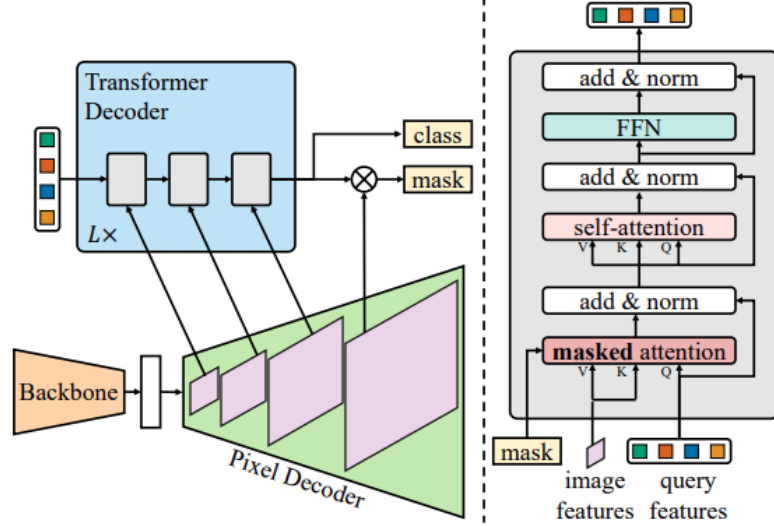 Transformer
Decoder
L×
class
mask
Backbone
Pixel Decoder
add & norm
FFN
add & norm
self-attention
V K Q
add & norm
masked attention
V K Q
mask
image
features
query
features